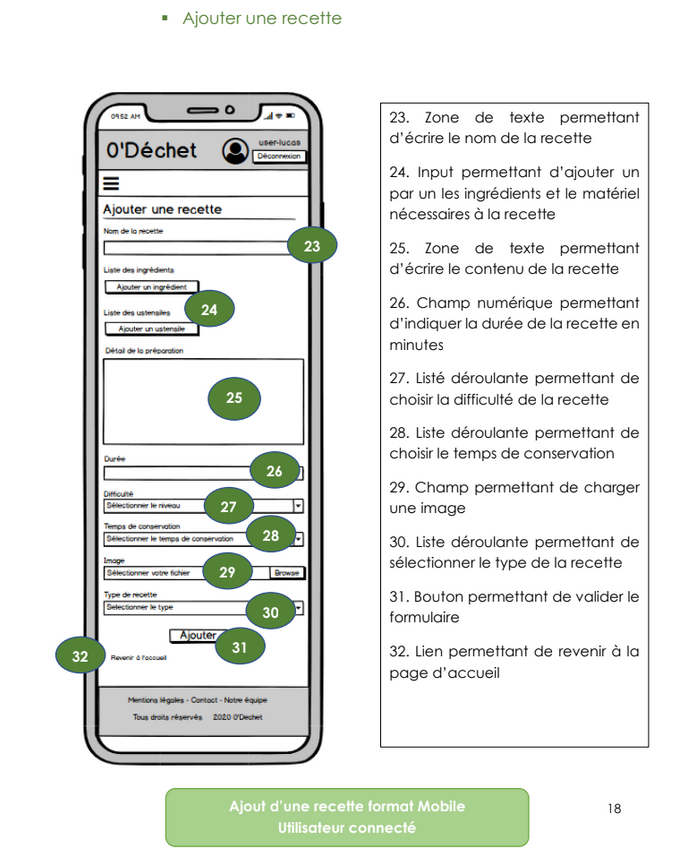 ▪ Ajouter une recette
09.52 AM
0'Déchet
user-lucas
Déconnexion
Ajouter une recette
Nom de la recette
23
Liste des ingrédients
Ajouter un ingrédient
24
Liste des ustensiles
Ajouter un ustensile
Détail de la préparation
25
Durée
26
Difficulté
Sélectionner le niveau
27
Temps de conservation
Sélectionner le temps de conservation
28
Image
Sélectionner votre fichier
29
Browse
Type de recette
Selectionner le type
30
Ajouter
31
32
Revenir à l'accueil
Mentions légales - Contact - Notre équipe
Tous droits réservés 2020 0'Dechet
23. Zone de texte permettant
d'écrire le nom de la recette
24. Input permettant d'ajouter un
par un les ingrédients et le matériel
nécessaires à la recette
25. Zone de texte permettant
d'écrire le contenu de la recette
26. Champ numérique permettant
d'indiquer la durée de la recette en
minutes
27. Listé déroulante permettant de
choisir la difficulté de la recette
28. Liste déroulante permettant de
choisir le temps de conservation
29. Champ permettant de charger
une image
30. Liste déroulante permettant de
sélectionner le type de la recette
31. Bouton permettant de valider le
formulaire
32. Lien permettant de revenir à la
page d'accueil
Ajout d'une recette format Mobile
Utilisateur connecté
18